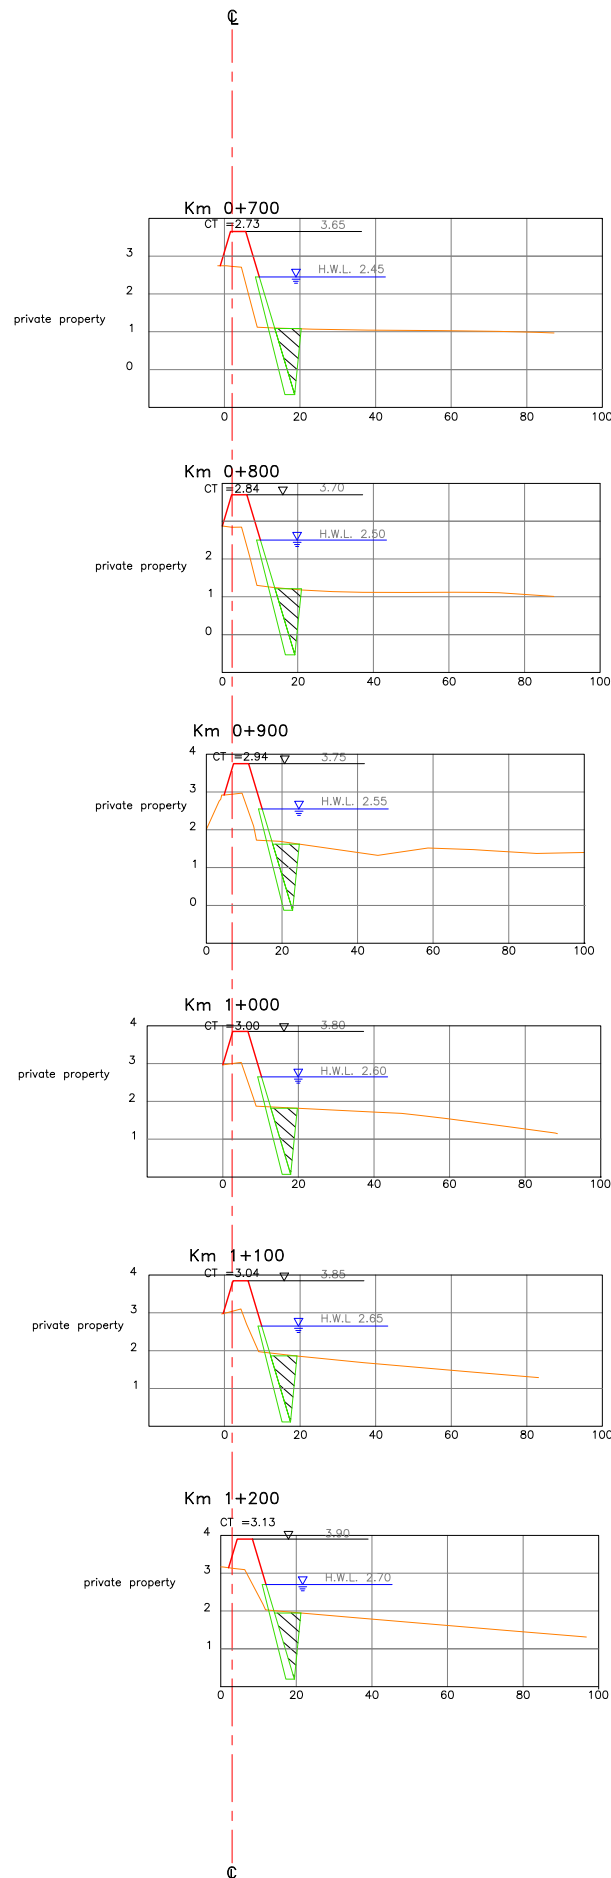 ℄
Km 0+700
CT =2.73
3.65
3
H.W.L. 2.45
2
private property
1
0
0 20 40 60 80 100
Km 0+800
CT =2.84
3.70
H.W.L. 2.50
2
private property
1
0
0 20 40 60 80 100
Km 0+900
4
CT =2.94
3.75
3
private property
H.W.L. 2.55
2
1
0
0 20 40 60 80 100
Km 1+000
4
CT =3.00
3.80
3
private property
H.W.L. 2.60
2
1
0 20 40 60 80 100
Km 1+100
4
CT =3.04
3.85
3
private property
H.W.L 2.65
2
1
0 20 40 60 80 100
Km 1+200
CT =3.13
4
3.90
3
private property
H.W.L. 2.70
2
1
0 20 40 60 80 100
℄